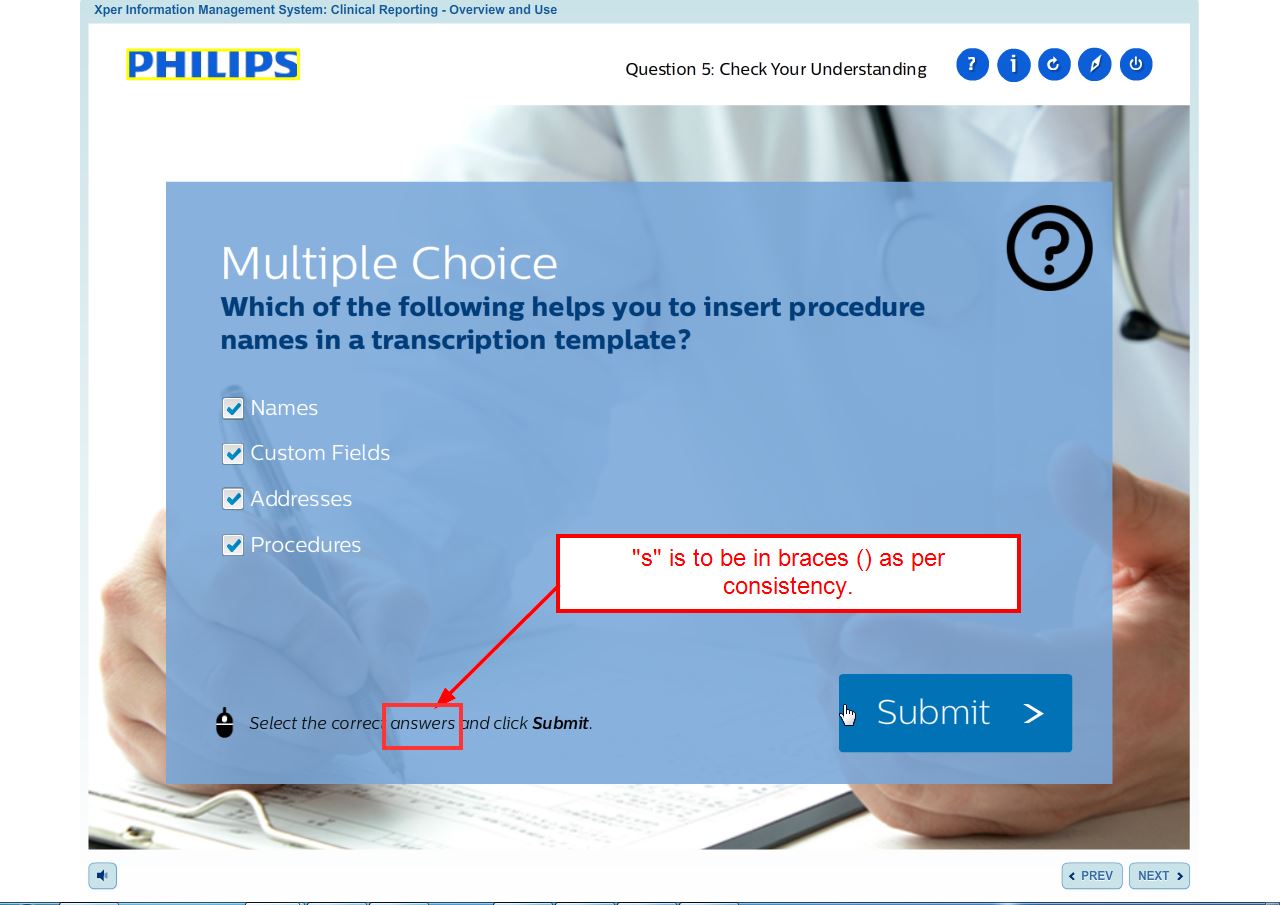 Xper Information Management System: Clinical Reporting - Overview and Use
PHILIPS
Question 5: Check Your Understanding
?
i
Multiple Choice
?
Which of the following helps you to insert procedure
names in a transcription template?
Names
Custom Fields
Addresses
Procedures
"s" is to be in braces () as per
consistency.
Select the correct answers and click Submit.
Submit >
< PREV
NEXT >